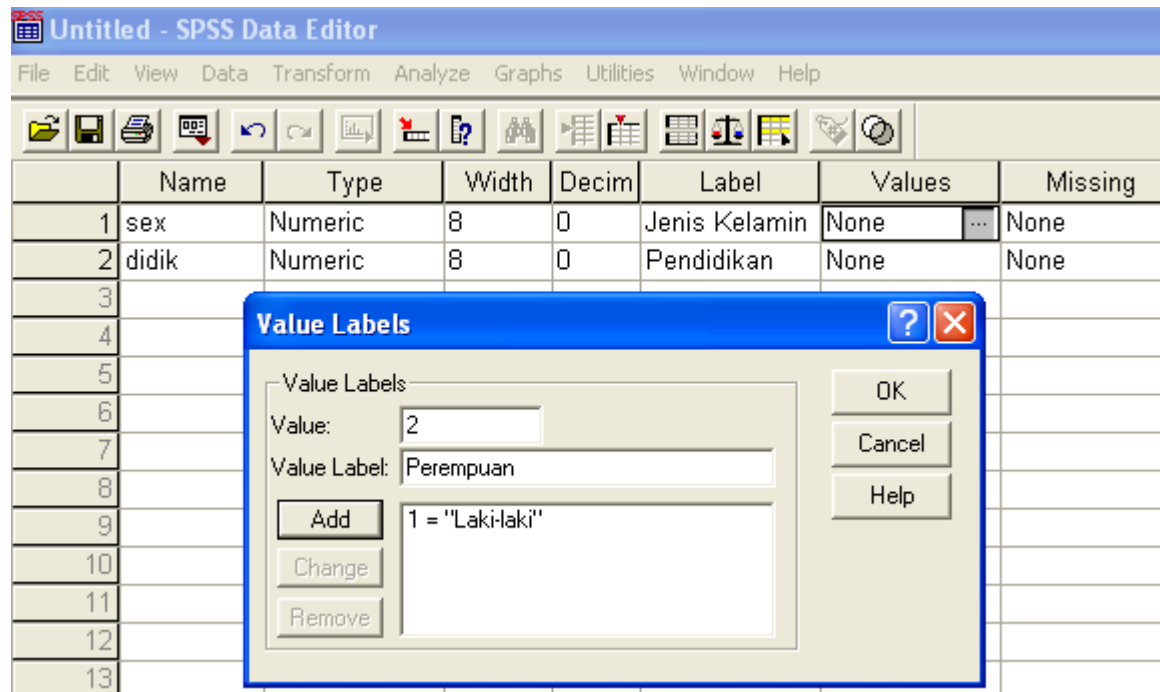 Untitled - SPSS Data Editor
File Edit View Data Transform Analyze Graphs Utilities Window Help
Name Type Width Decim Label Values Missing
1 sex Numeric 8 0 Jenis Kelamin None ... None
2 didik Numeric 8 0 Pendidikan None None
3
4
5
6
7
8
9
10
11
12
13
Value Labels
Value Labels
Value: 2
Value Label: Perempuan
Add
1 = "Laki-laki"
Change
Remove
OK
Cancel
Help